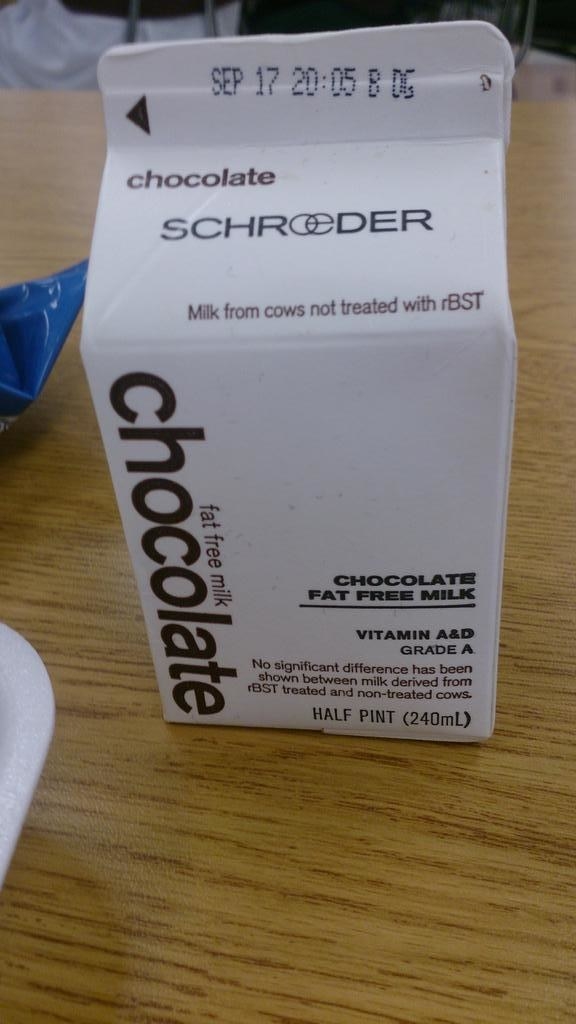 SEP 17 20:05 B 06
chocolate
SCHROEDER
Milk from cows not treated with rBST
chocolate
fat free milk
CHOCOLATE
FAT FREE MILK
VITAMIN A&D
GRADE A
No significant difference has been
shown between milk derived from
rBST treated and non-treated cows.
HALF PINT (240mL)